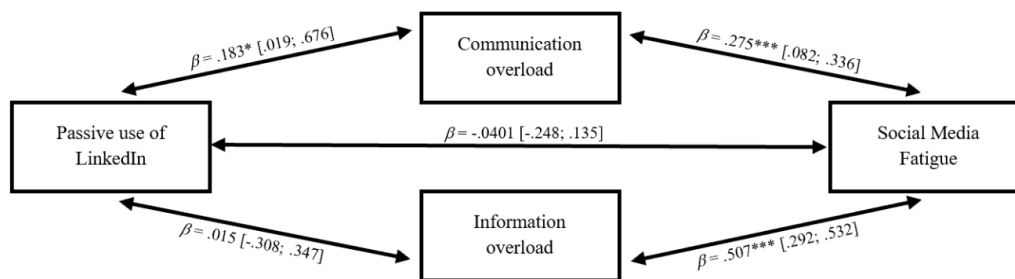 Communication
overload
β = .183* [.019; .676]
β = .275*** [.082; .336]
Passive use of
LinkedIn
β = -.0401 [-.248; .135]
Social Media
Fatigue
Information
overload
β = .015 [-.308; .347]
β = .507*** [.292; .532]